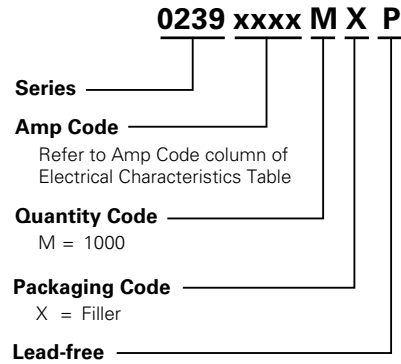 0239 xxxx M X P
Series
Amp Code
Refer to Amp Code column of
Electrical Characteristics Table
Quantity Code
M = 1000
Packaging Code
X = Filler
Lead-free